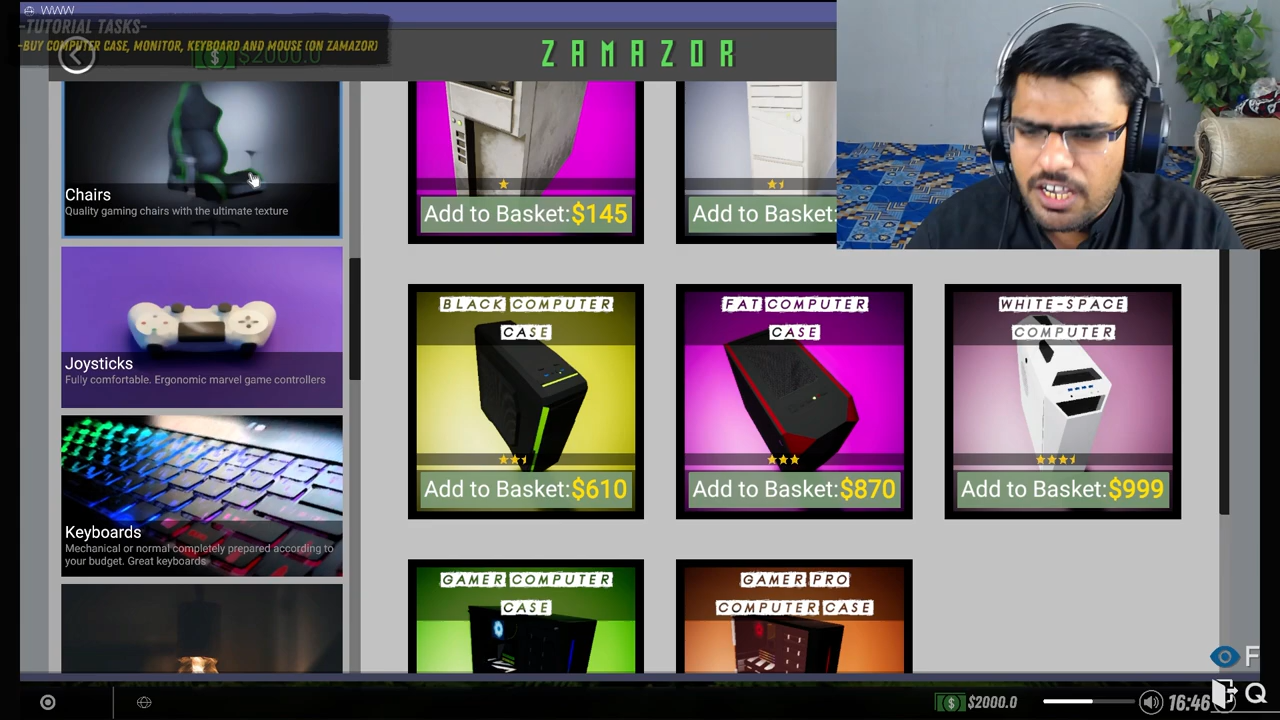 WWW
-TUTORIAL TASKS-
-BUY COMPUTER CASE, MONITOR, KEYBOARD AND MOUSE (ON ZAMAZOR)
$2000.0
ZAMAZOR
Chairs
Quality gaming chairs with the ultimate texture
Add to Basket:$145
Add to Basket:
Joysticks
Fully comfortable. Ergonomic marvel game controllers
BLACK COMPUTER
CASE
Add to Basket:$610
FAT COMPUTER
CASE
Add to Basket:$870
WHITE-SPACE
COMPUTER
Add to Basket:$999
Keyboards
Mechanical or normal completely prepared according to
your budget. Great keyboards
GAMER COMPUTER
CASE
GAMER PRO
COMPUTER CASE
F
$2000.0
16:46
Q